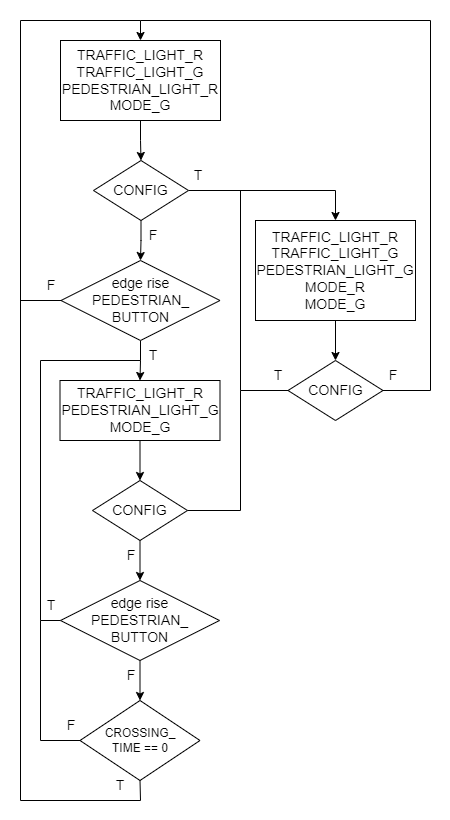 TRAFFIC_LIGHT_R
TRAFFIC_LIGHT_G
PEDESTRIAN_LIGHT_R
MODE_G
CONFIG
T
F
TRAFFIC_LIGHT_R
TRAFFIC_LIGHT_G
PEDESTRIAN_LIGHT_G
MODE_R
MODE_G
edge rise
PEDESTRIAN_
BUTTON
F
T
CONFIG
T
F
TRAFFIC_LIGHT_R
PEDESTRIAN_LIGHT_G
MODE_G
CONFIG
F
edge rise
PEDESTRIAN_
BUTTON
T
F
CROSSING_
TIME == 0
F
T